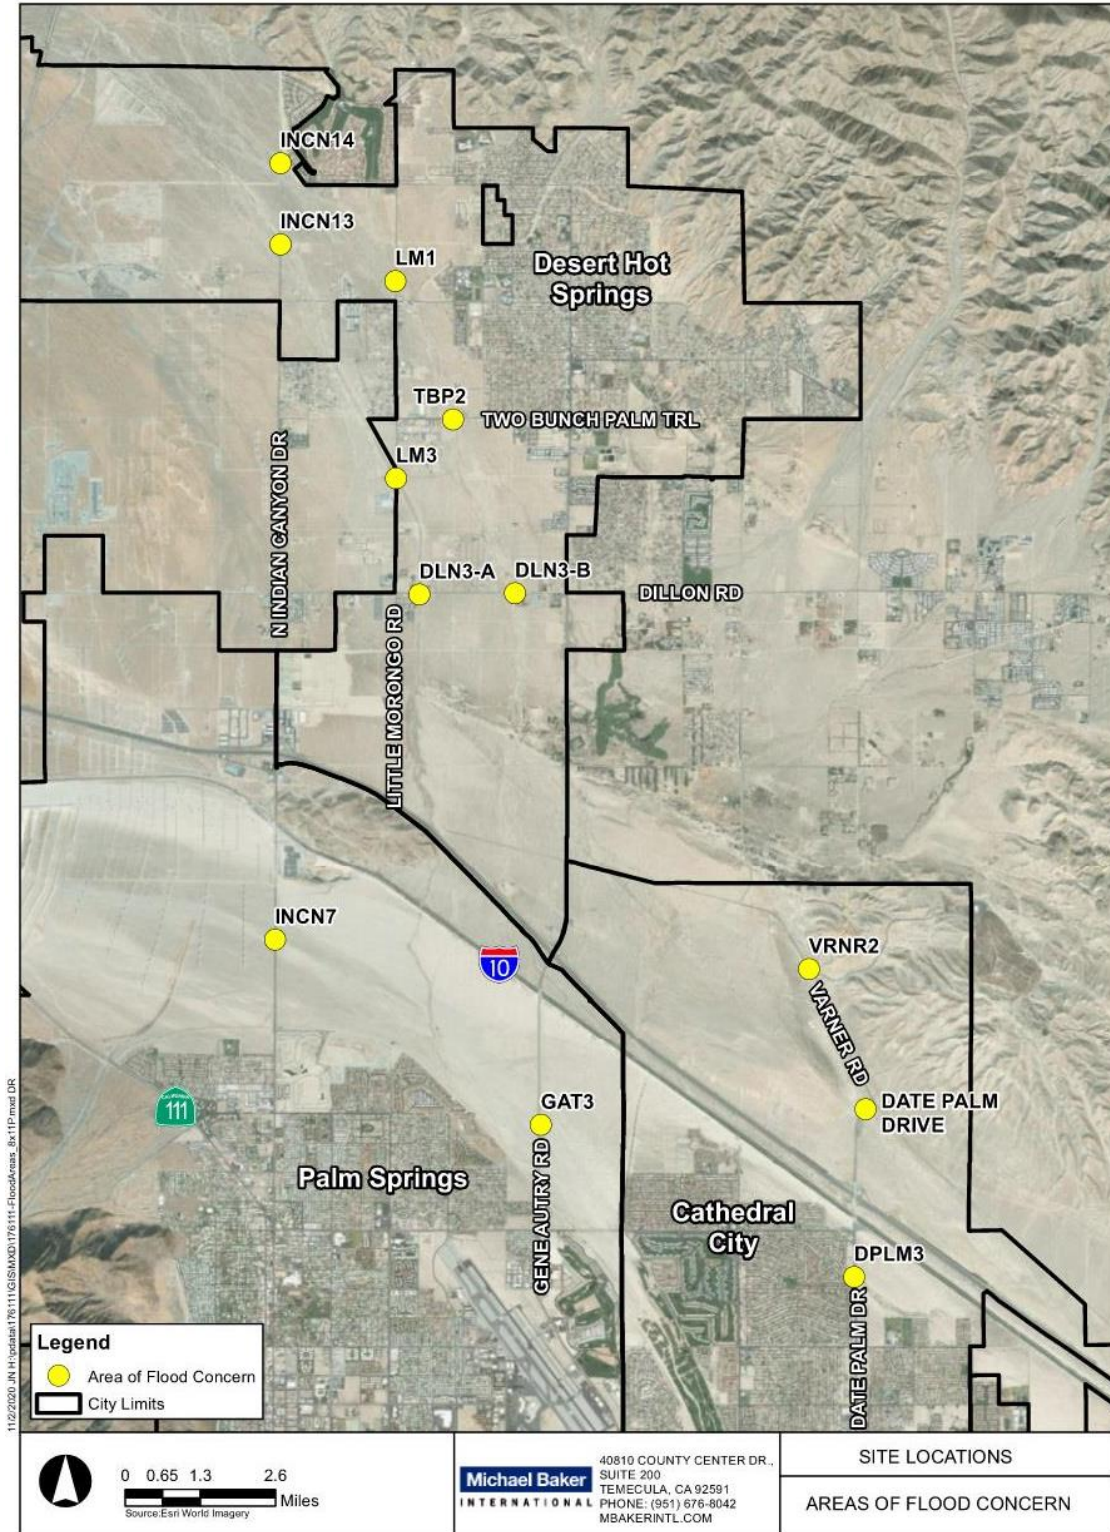 INCN14
INCN13
LM1
Desert Hot
Springs
TBP2
TWO BUNCH PALM TRL
LM3
N INDIAN CANYON DR
DLN3-A
DLN3-B
DILLON RD
LITTLE MORONGO RD
INCN7
10
VRNR2
VARNER RD
CALIFORNIA
111
GAT3
DATE PALM
DRIVE
GENE AUTRY RD
Palm Springs
Cathedral
City
DPLM3
DATE PALM DR
Legend
Area of Flood Concern
City Limits
0 0.65 1.3 2.6
Miles
Source:Esri World Imagery
Michael Baker
INTERNATIONAL
40810 COUNTY CENTER DR.,
SUITE 200
TEMECULA, CA 92591
PHONE: (951) 676-8042
MBAKERINTL.COM
SITE LOCATIONS
AREAS OF FLOOD CONCERN